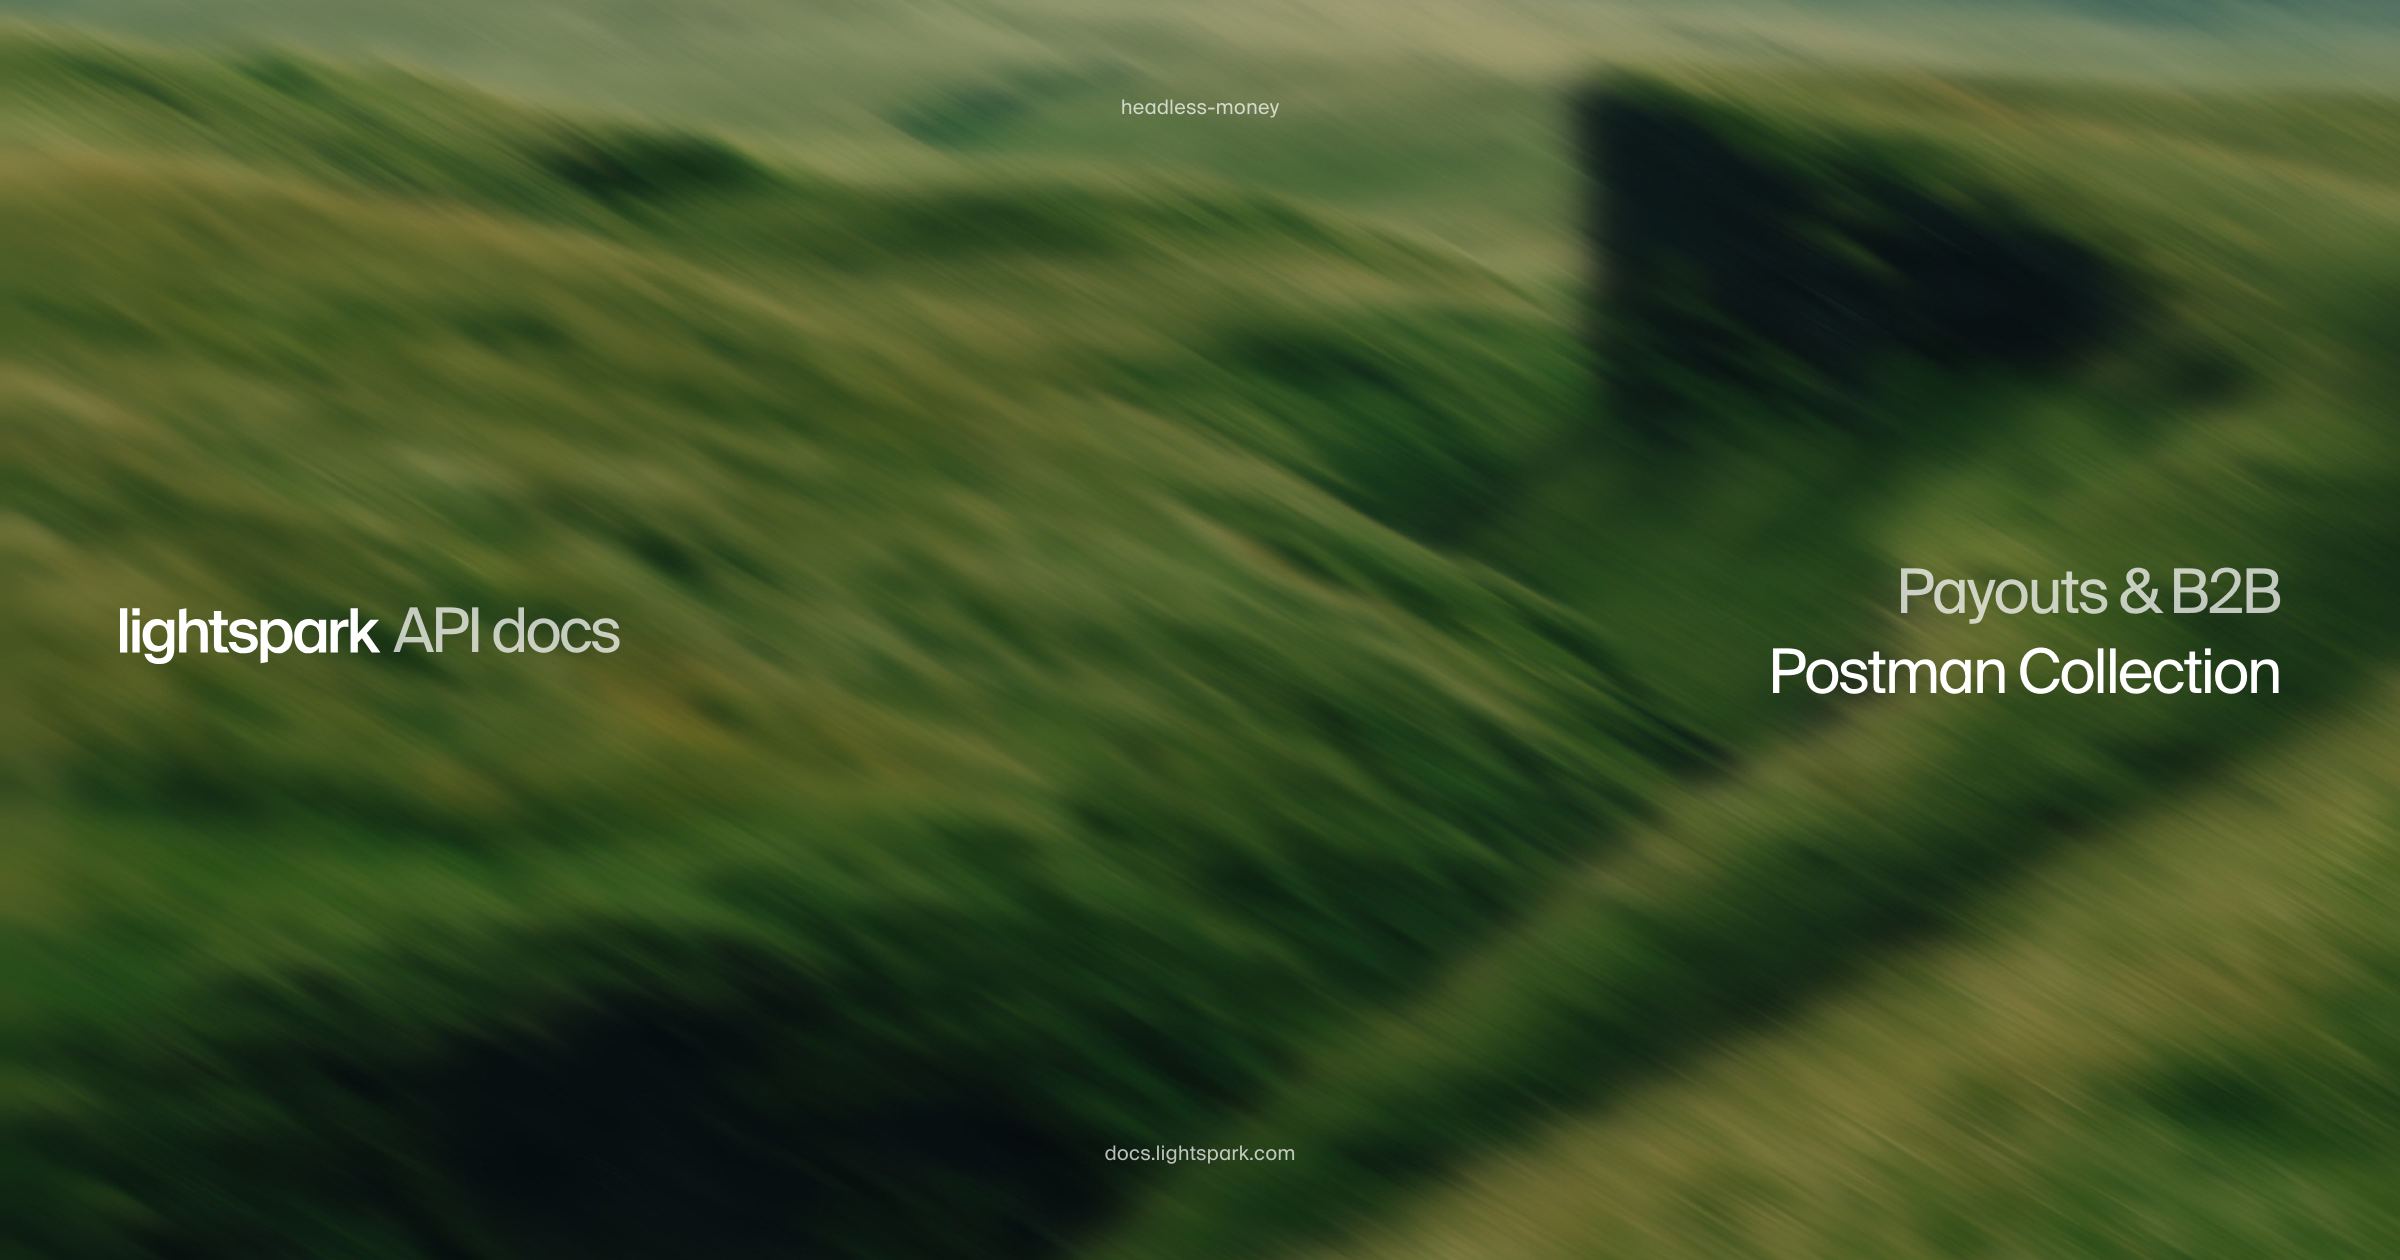 headless-money
lightspark API docs
Payouts & B2B
Postman Collection
docs.lightspark.com